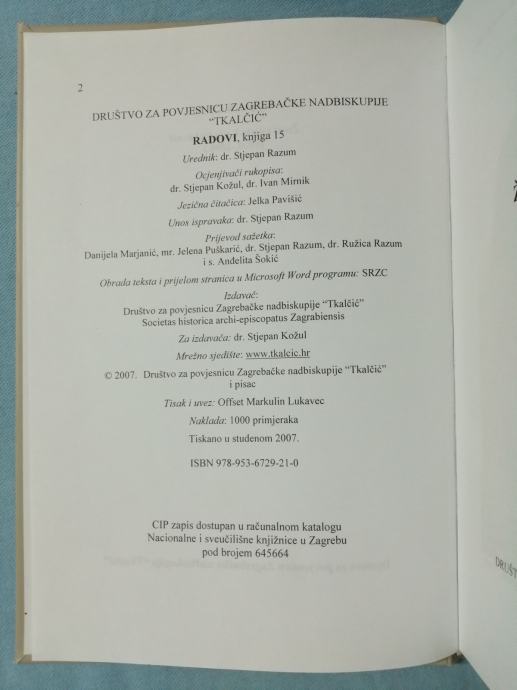 2
DRUŠTVO ZA POVJESNICU ZAGREBAČKE NADBISKUPIJE
“TKALČIĆ”
RADOVI, knjiga 15
Urednik: dr. Stjepan Razum
Ocjenjivači rukopisa:
dr. Stjepan Kožul, dr. Ivan Mirnik
Jezična čitačica: Jelka Pavišić
Unos ispravaka: dr. Stjepan Razum
Prijevod sažetka:
Danijela Marjanić, mr. Jelena Puškarić, dr. Stjepan Razum, dr. Ružica Razum
i s. Anđelita Šokić
Obrada teksta i prijelom stranica u Microsoft Word programu: SRZC
Izdavač:
Društvo za povjesnicu Zagrebačke nadbiskupije “Tkalčić”
Societas historica archi-episcopatus Zagrabiensis
Za izdavača: dr. Stjepan Kožul
Mrežno sjedište: www.tkalcic.hr
© 2007. Društvo za povjesnicu Zagrebačke nadbiskupije “Tkalčić”
i pisac
Tisak i uvez: Offset Markulin Lukavec
Naklada: 1000 primjeraka
Tiskano u studenom 2007.
ISBN 978-953-6729-21-0
CIP zapis dostupan u računalnom katalogu
Nacionalne i sveučilišne knjižnice u Zagrebu
pod brojem 645664